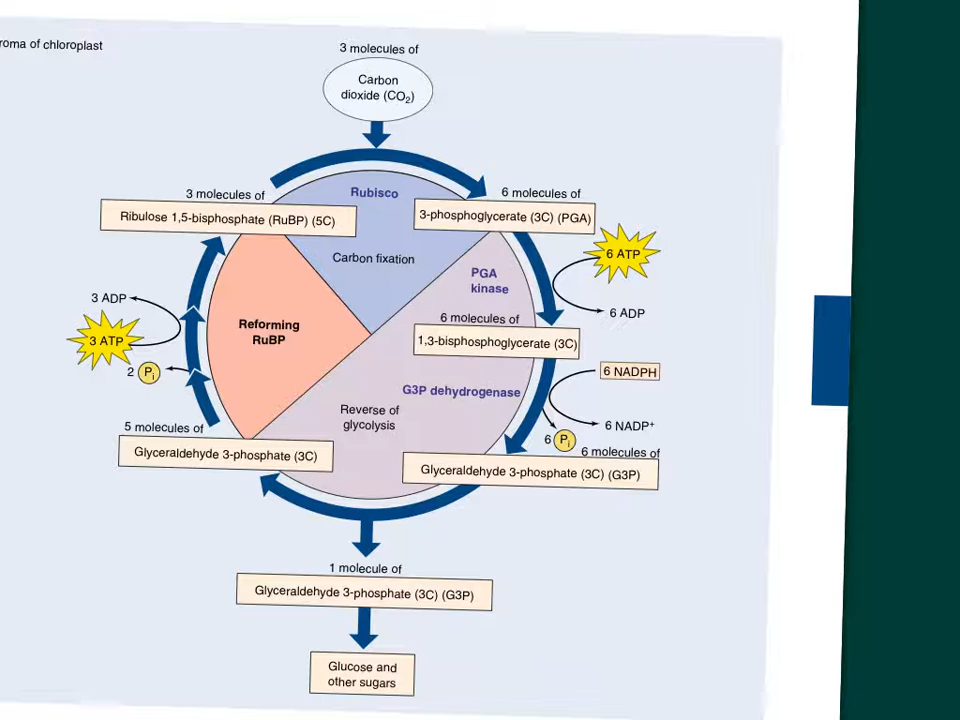 roma of chloroplast
3 molecules of
Carbon
dioxide (CO₂)
Rubisco
3 molecules of
Ribulose 1,5-bisphosphate (RuBP) (5C)
6 molecules of
3-phosphoglycerate (3C) (PGA)
6 ATP
Carbon fixation
PGA
kinase
3 ADP
6 ADP
Reforming
RuBP
6 molecules of
1,3-bisphosphoglycerate (3C)
3 ATP
2 Pi
6 NADPH
G3P dehydrogenase
Reverse of
glycolysis
6 NADP⁺
6 Pi
5 molecules of
Glyceraldehyde 3-phosphate (3C)
6 molecules of
Glyceraldehyde 3-phosphate (3C) (G3P)
1 molecule of
Glyceraldehyde 3-phosphate (3C) (G3P)
Glucose and
other sugars